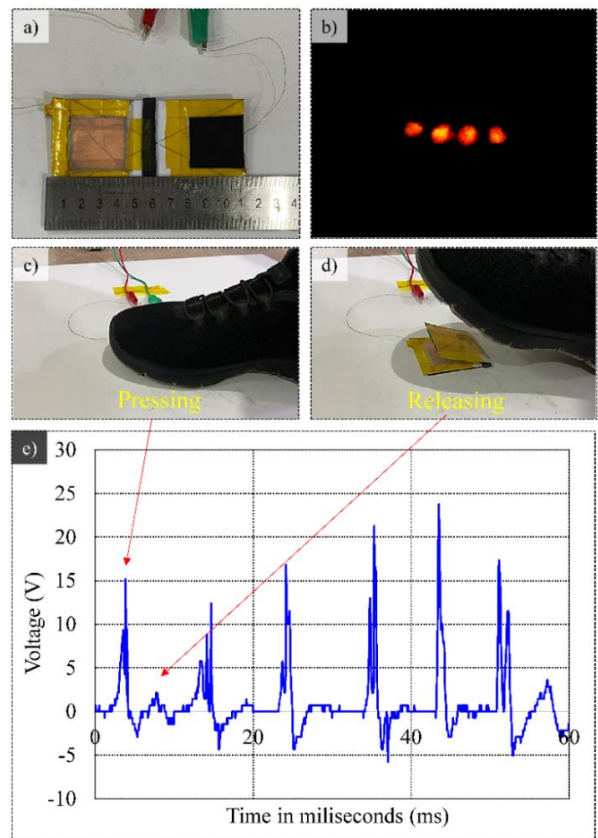 a)
b)
1 2 3 4 5 6 7 8 9 10 1 2 3 4
c)
d)
Pressing
Releasing
e)
30
25
20
15
10
5
0
-5
-10
Voltage (V)
0 20 40 60
Time in miliseconds (ms)